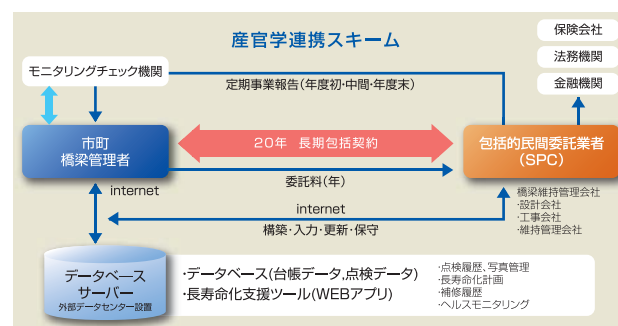 産官学連携スキーム
保険会社
法務機関
金融機関
モニタリングチェック機関
定期事業報告(年度初・中間・年度末)
市町
橋梁管理者
20年 長期包括契約
包括的民間委託業者
(SPC)
internet
委託料(年)
internet
構築・入力・更新・保守
橋梁維持管理会社
・設計会社
・工事会社
・維持管理会社
データベース
サーバー
外部データセンター設置
・データベース(台帳データ,点検データ)
・長寿命化支援ツール(WEBアプリ)
・点検履歴、写真管理
・長寿命化計画
・補修履歴
・ヘルスモニタリング